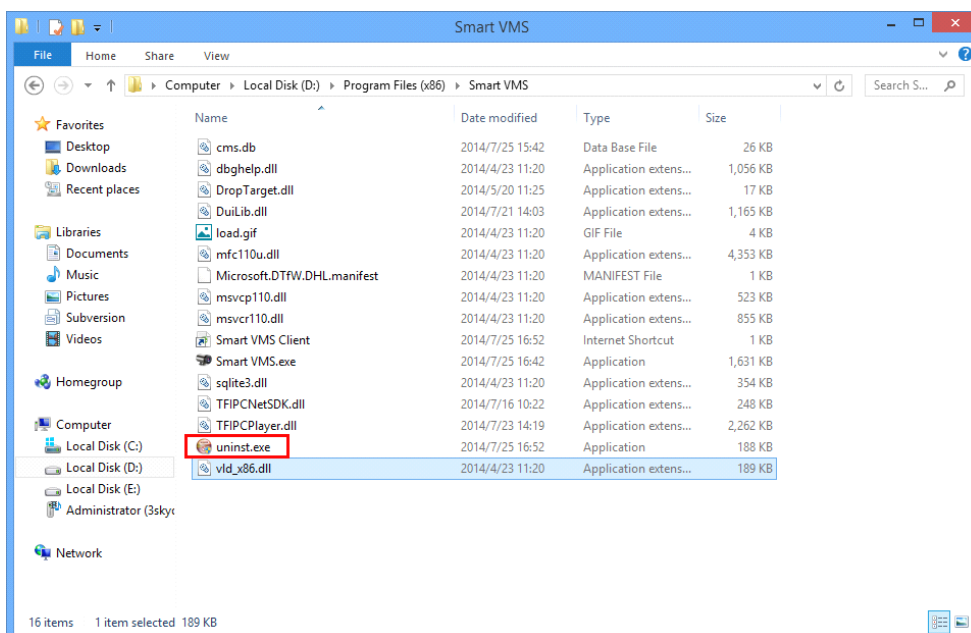 Smart VMS
File Home Share View
Computer Local Disk (D:) Program Files (x86) Smart VMS Search S...
Favorites
Desktop
Downloads
Recent places
Libraries
Documents
Music
Pictures
Subversion
Videos
Homegroup
Computer
Local Disk (C:)
Local Disk (D:)
Local Disk (E:)
Administrator (3skyc
Network
Name Date modified Type Size
cms.db 2014/7/25 15:42 Data Base File 26 KB
dbghelp.dll 2014/4/23 11:20 Application extens... 1,056 KB
DropTarget.dll 2014/5/20 11:25 Application extens... 17 KB
DuiLib.dll 2014/7/21 14:03 Application extens... 1,165 KB
load.gif 2014/4/23 11:20 GIF File 4 KB
mfc110u.dll 2014/4/23 11:20 Application extens... 4,353 KB
Microsoft.DTfW.DHL.manifest 2014/4/23 11:20 MANIFEST File 1 KB
msvcp110.dll 2014/4/23 11:20 Application extens... 523 KB
msvcr110.dll 2014/4/23 11:20 Application extens... 855 KB
Smart VMS Client 2014/7/25 16:52 Internet Shortcut 1 KB
Smart VMS.exe 2014/7/25 16:42 Application 1,631 KB
sqlite3.dll 2014/4/23 11:20 Application extens... 354 KB
TFIPCNetSDK.dll 2014/7/16 10:22 Application extens... 248 KB
TFIPCPlayer.dll 2014/7/23 14:19 Application extens... 2,262 KB
uninst.exe 2014/7/25 16:52 Application 188 KB
vld_x86.dll 2014/4/23 11:20 Application extens... 189 KB
16 items 1 item selected 189 KB